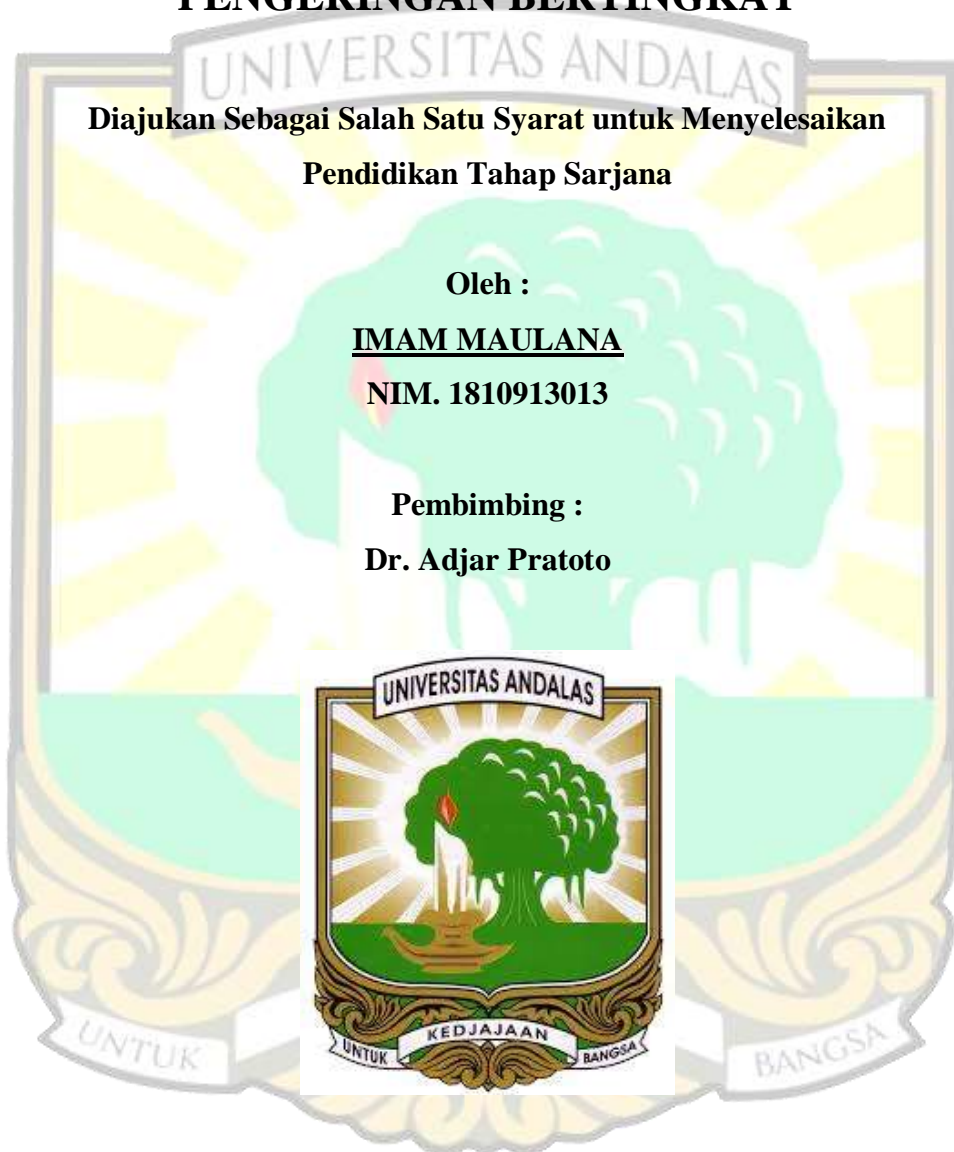 PENGERINGAN BERTINGKAT
UNIVERSITAS ANDALAS
Diajukan Sebagai Salah Satu Syarat untuk Menyelesaikan
Pendidikan Tahap Sarjana
Oleh :
IMAM MAULANA
NIM. 1810913013
Pembimbing :
Dr. Adjar Pratoto
UNIVERSITAS ANDALAS
UNTUK KEDJAJAAN BANGSA
UNTUK BANGSA